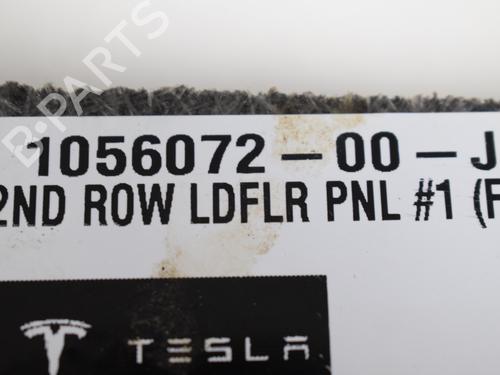 1056072-00-J
2ND ROW LDFLR PNL #1 (F
TESLA
B-PARTS